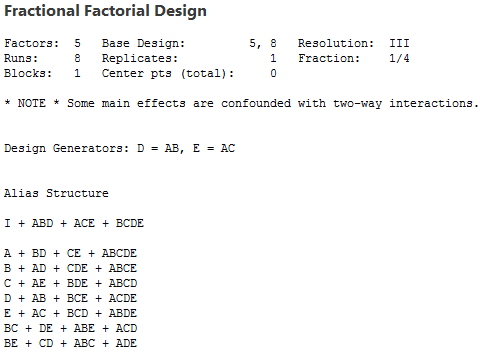 Fractional Factorial Design
Factors: 5 Base Design: 5, 8 Resolution: III
Runs: 8 Replicates: 1 Fraction: 1/4
Blocks: 1 Center pts (total): 0
* NOTE * Some main effects are confounded with two-way interactions.
Design Generators: D = AB, E = AC
Alias Structure
I + ABD + ACE + BCDE
A + BD + CE + ABCDE
B + AD + CDE + ABCE
C + AE + BDE + ABCD
D + AB + BCE + ACDE
E + AC + BCD + ABDE
BC + DE + ABE + ACD
BE + CD + ABC + ADE